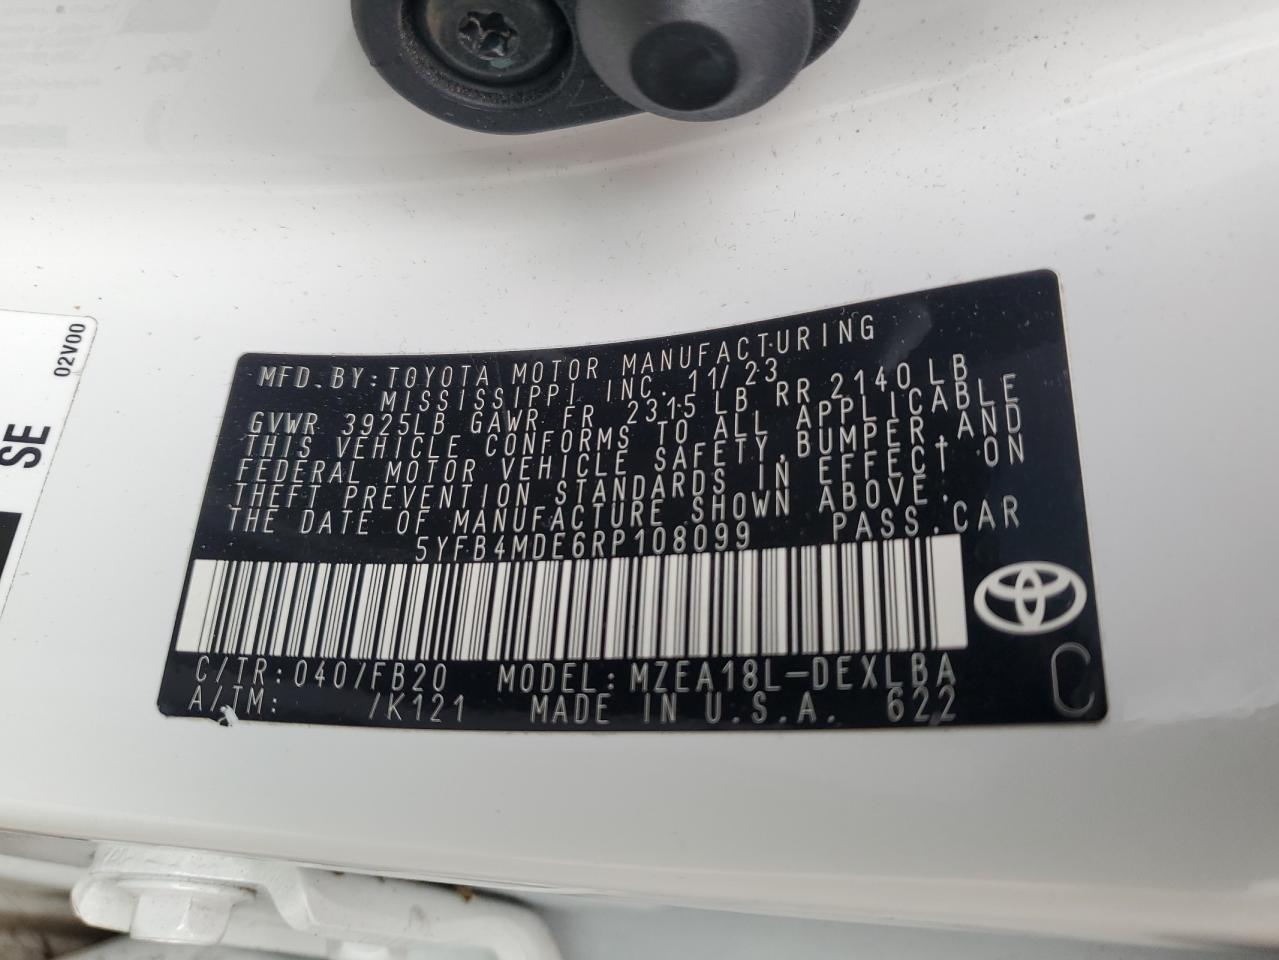 02V00
SE
MFD. BY: TOYOTA MOTOR MANUFACTURING
MISSISSIPPI, INC. 11/23
GVWR 3925LB GAWR FR 2315 LB RR 2140 LB
THIS VEHICLE CONFORMS TO ALL APPLICABLE
FEDERAL MOTOR VEHICLE SAFETY, BUMPER, AND
THEFT PREVENTION STANDARDS IN EFFECT ON
THE DATE OF MANUFACTURE SHOWN ABOVE.
5YFB4MDE6RP108099 PASS. CAR
C/TR: 0407/FB20 MODEL: MZEA18L-DEXLBA
A/TM: /K121 MADE IN U.S.A. 622
C